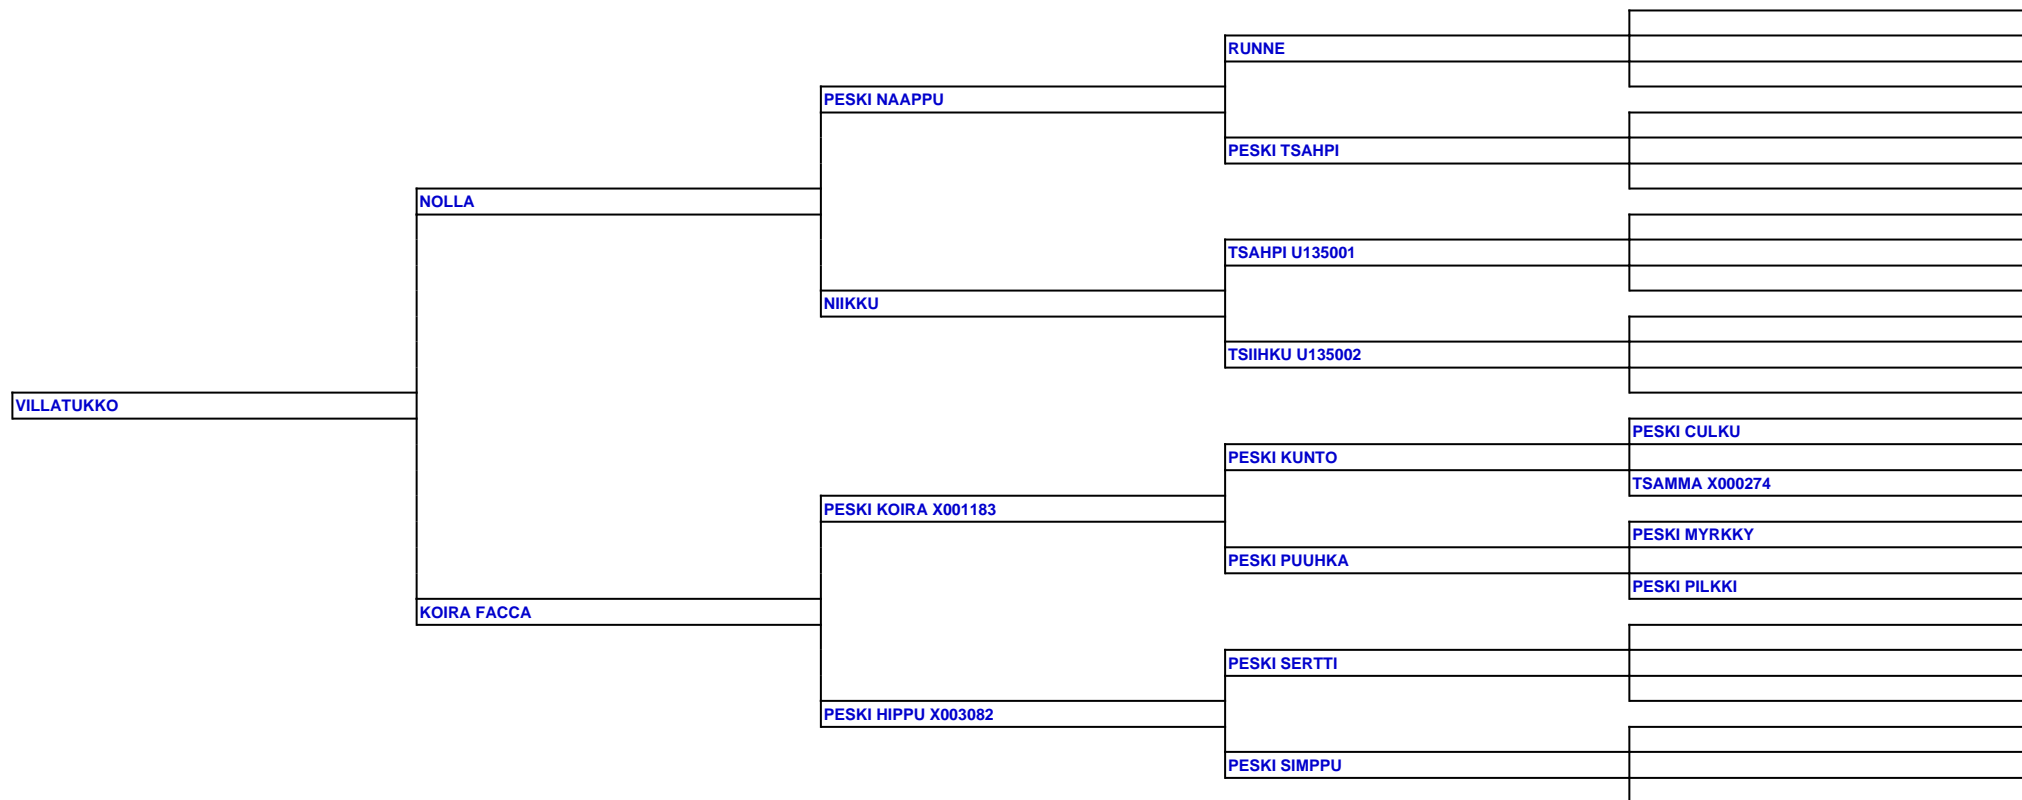 RUNNE
PESKI NAAPPU
PESKI TSAHPI
NOLLA
TSAHPI U135001
NIIKKU
TSIIHKU U135002
VILLATUKKO
PESKI CULKU
PESKI KUNTO
TSAMMA X000274
PESKI KOIRA X001183
PESKI MYRKKY
PESKI PUUHKA
PESKI PILKKI
KOIRA FACCA
PESKI SERTTI
PESKI HIPPU X003082
PESKI SIMPPU